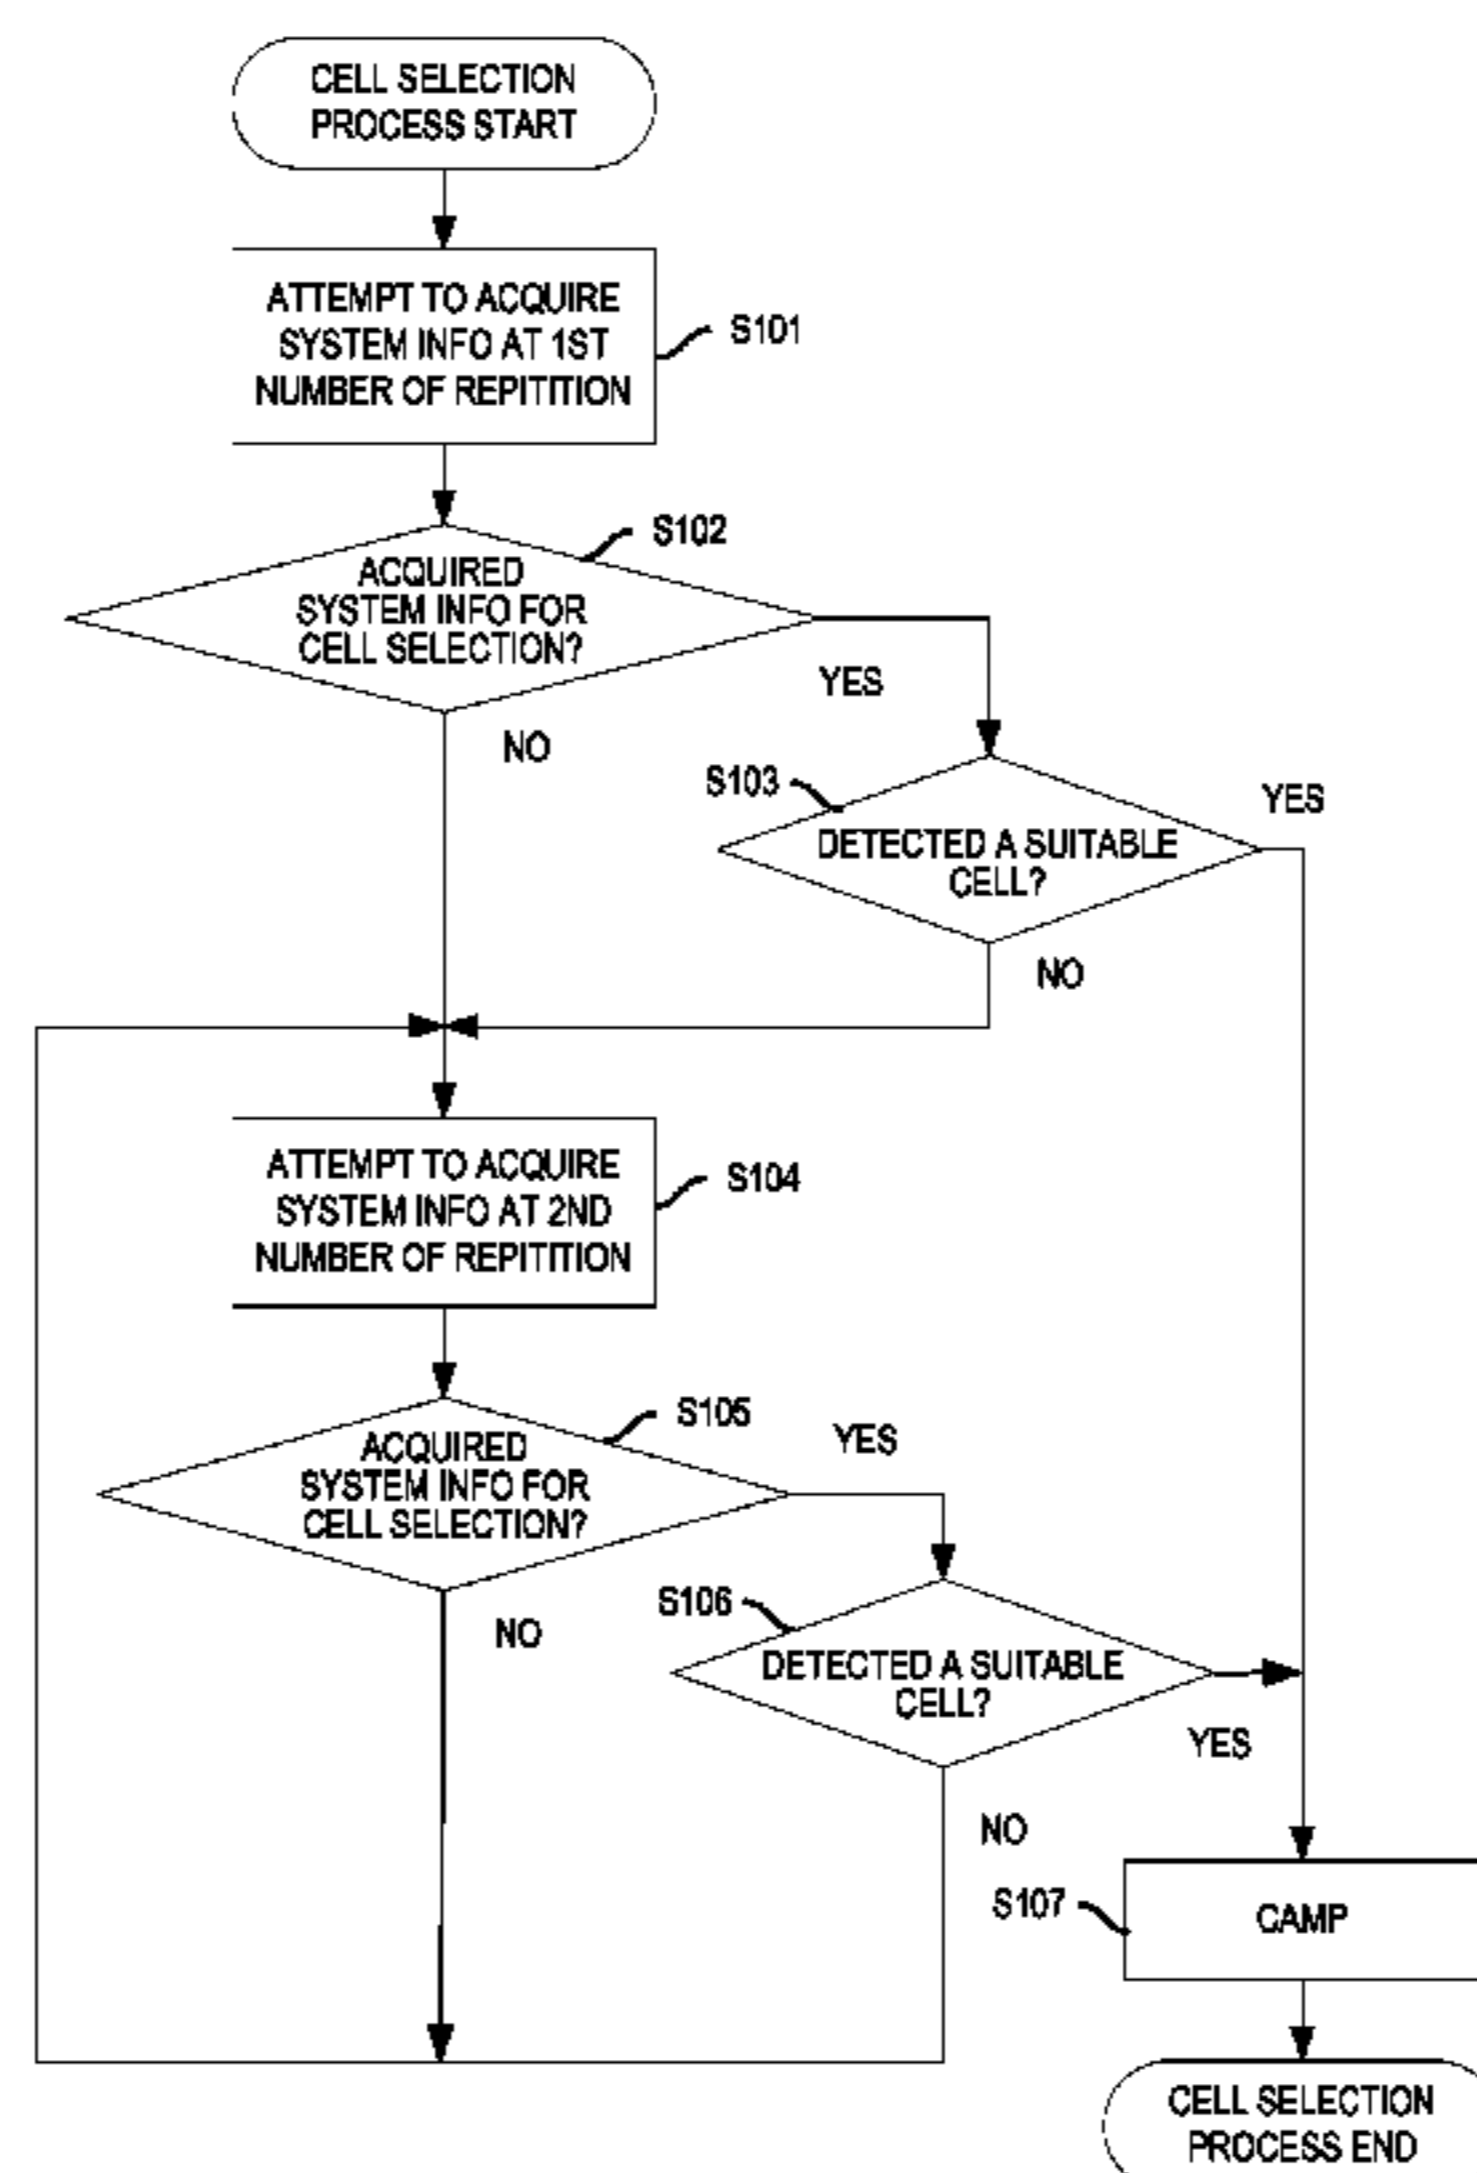 CELL SELECTION
PROCESS START
ATTEMPT TO ACQUIRE
SYSTEM INFO AT 1ST
NUMBER OF REPITITION
S101
S102
ACQUIRED
SYSTEM INFO FOR
CELL SELECTION?
YES
NO
S103
YES
DETECTED A SUITABLE
CELL?
NO
ATTEMPT TO ACQUIRE
SYSTEM INFO AT 2ND
NUMBER OF REPITITION
S104
S105
ACQUIRED
SYSTEM INFO FOR
CELL SELECTION?
YES
NO
S106
DETECTED A SUITABLE
CELL?
YES
NO
S107
CAMP
CELL SELECTION
PROCESS END